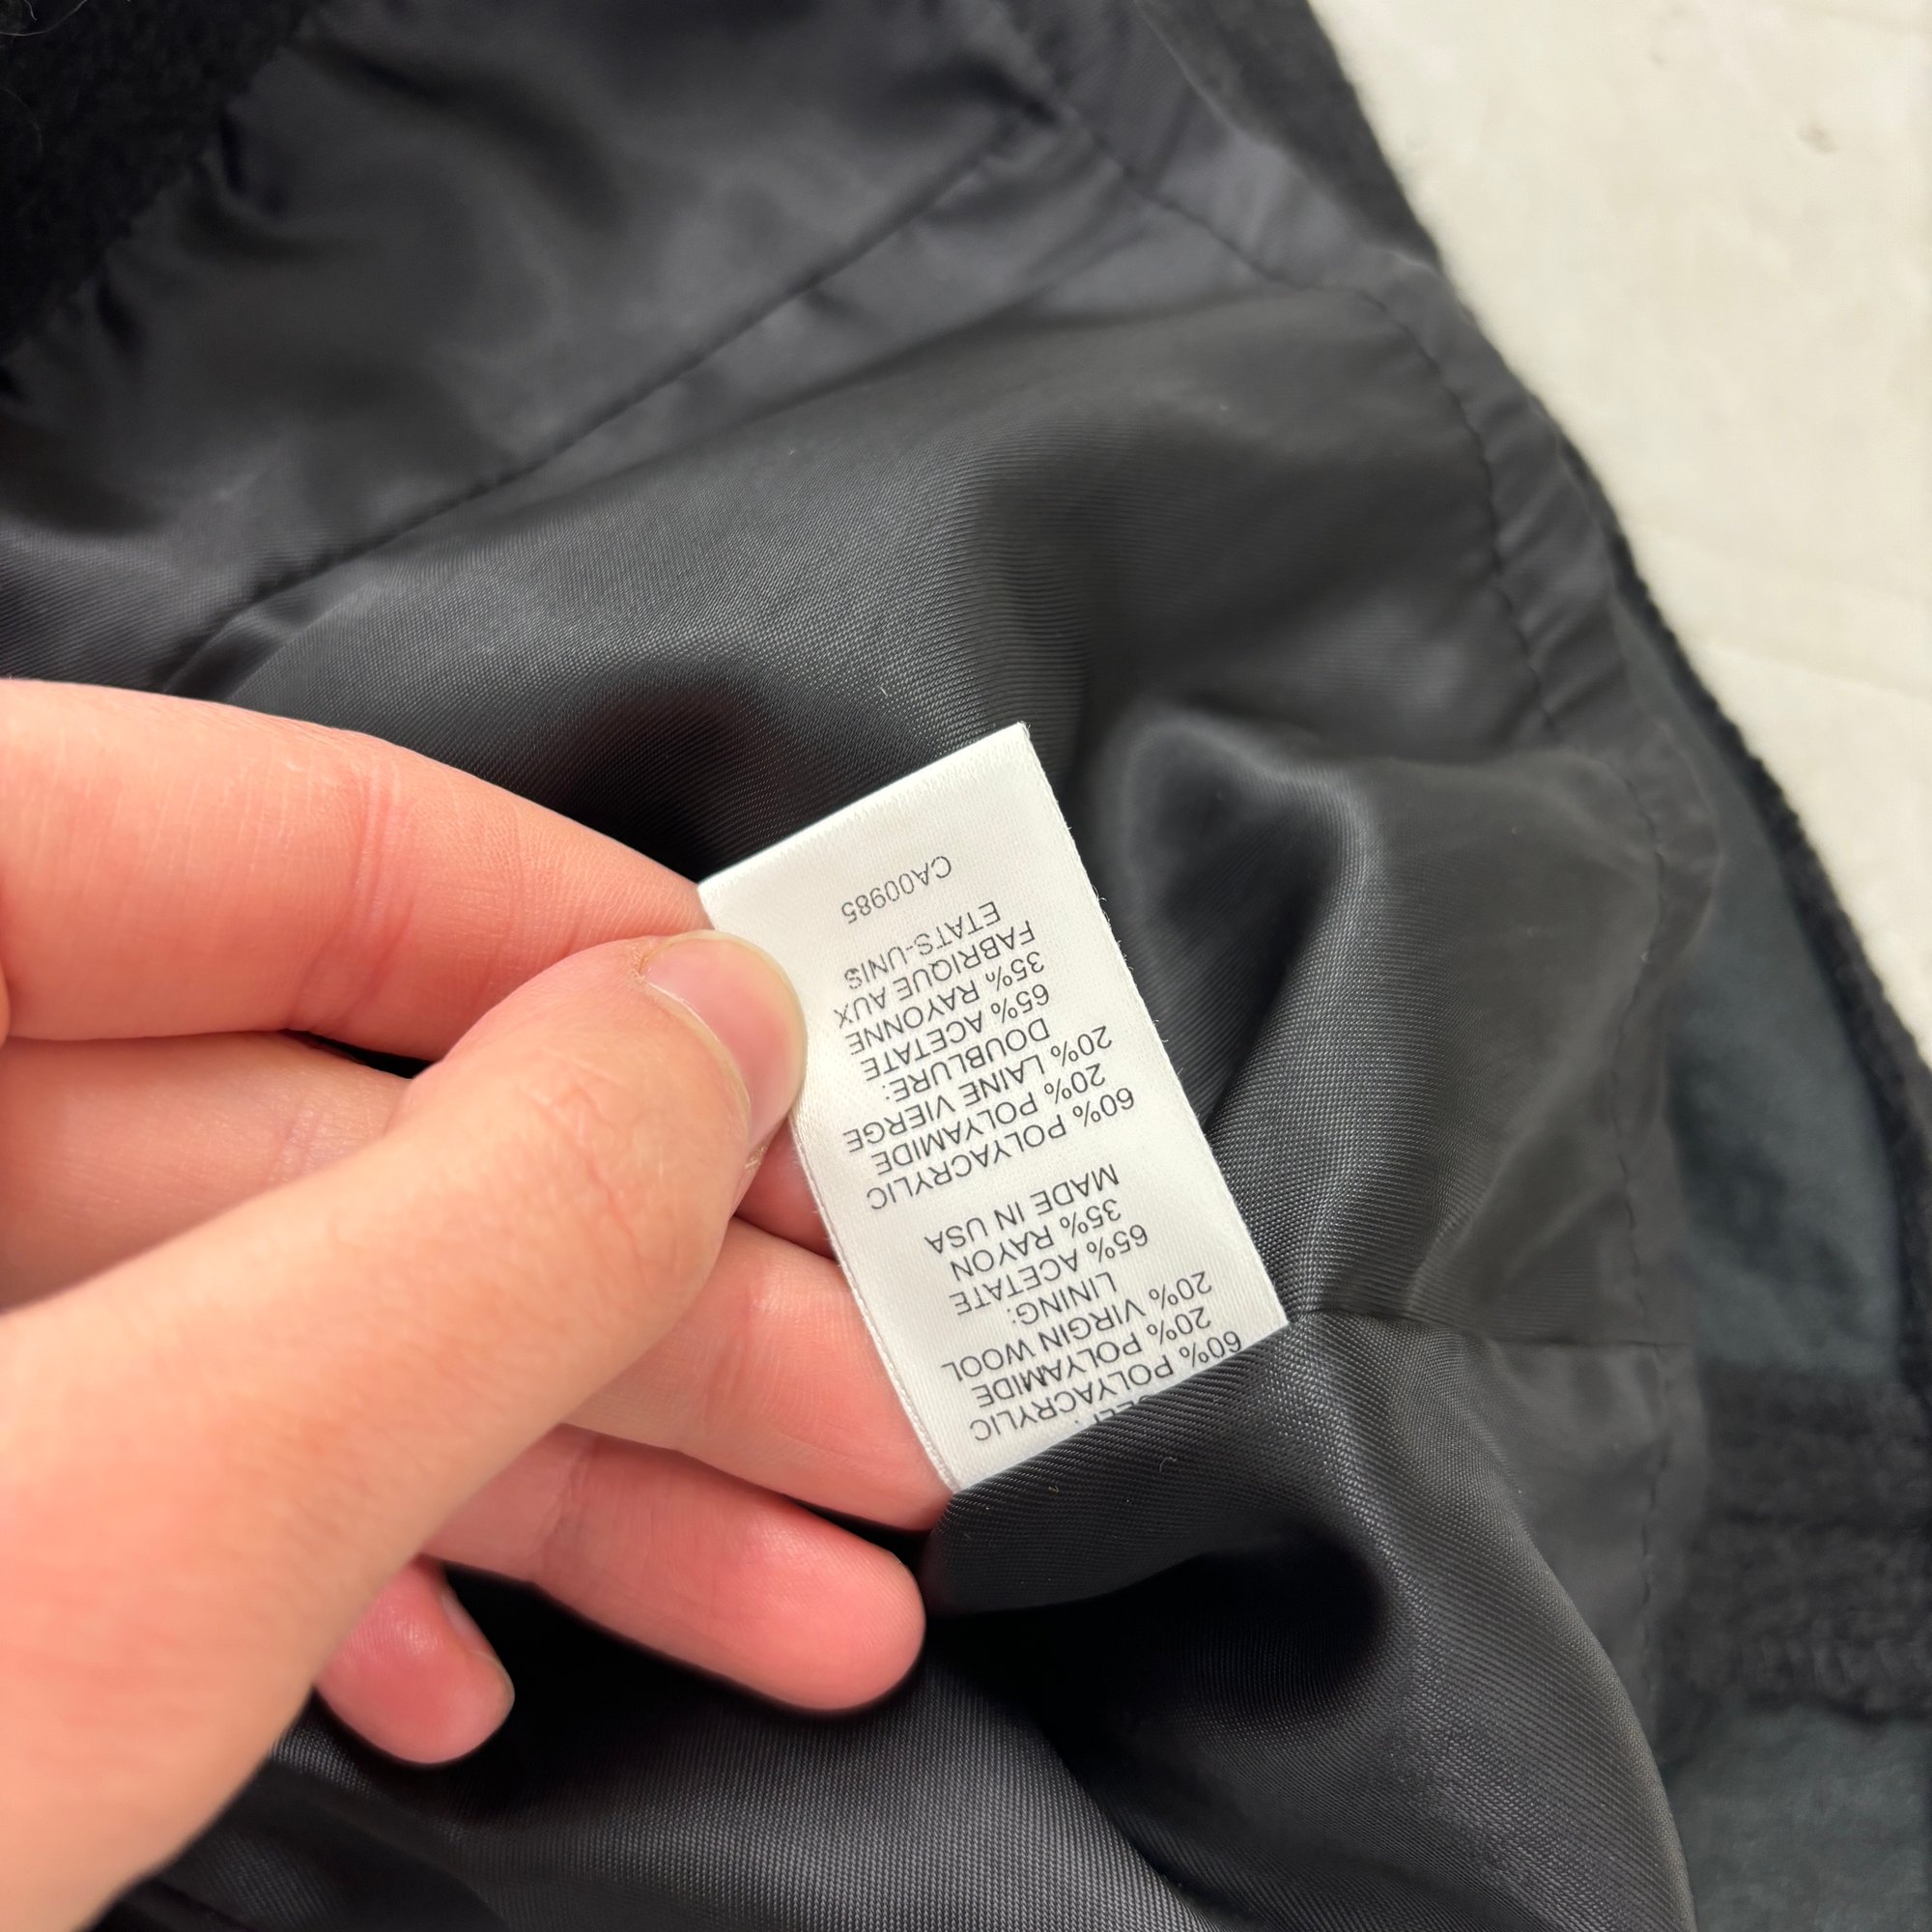 60% POLYACRYLIC
20% POLYAMIDE
20% VIRGIN WOOL
LINING:
65% ACETATE
35% RAYON
MADE IN USA
60% POLYACRYLIC
20% POLYAMIDE
20% LAINE VIERGE
DOUBLURE:
65% ACETATE
35% RAYONNE
FABRIQUE AUX
ETATS-UNIS
CA00985